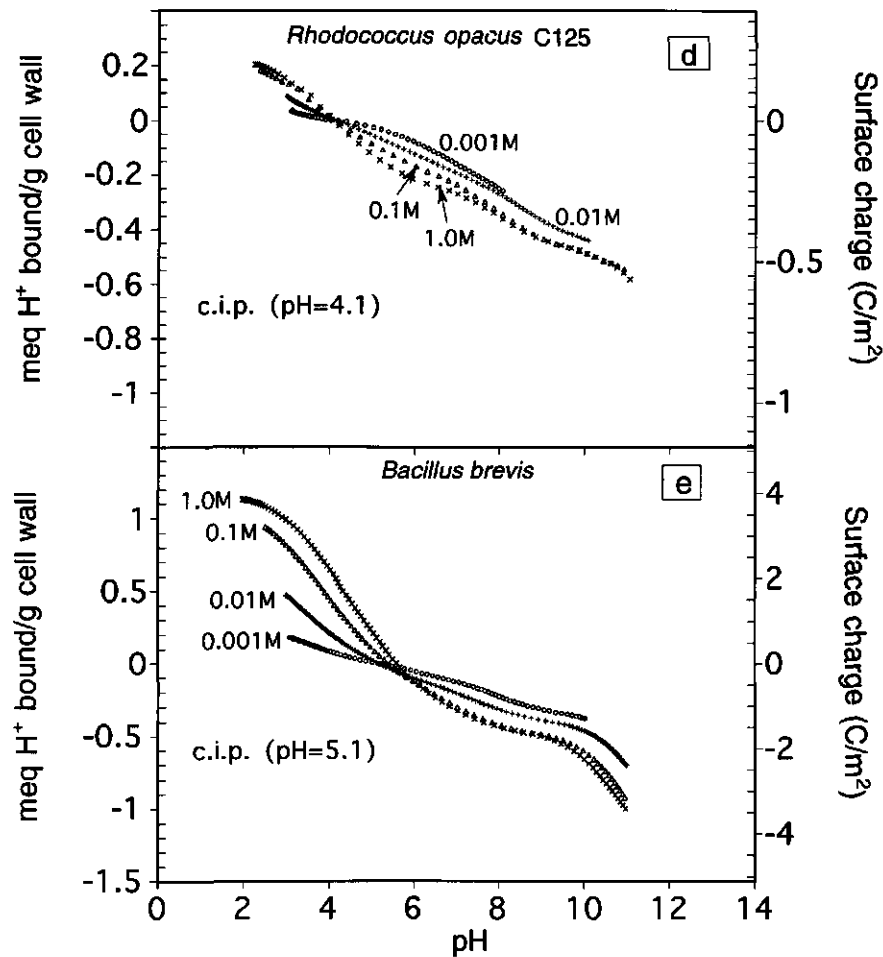 Rhodococcus opacus C125
d
meq H⁺ bound/g cell wall
0.2
0
-0.2
-0.4
-0.6
-0.8
-1
0.001M
0.01M
0.1M
1.0M
c.i.p. (pH=4.1)
0
-0.5
-1
Surface charge (C/m²)
Bacillus brevis
e
meq H⁺ bound/g cell wall
1
0.5
0
-0.5
-1
-1.5
1.0M
0.1M
0.01M
0.001M
c.i.p. (pH=5.1)
4
2
0
-2
-4
Surface charge (C/m²)
0 2 4 6 8 10 12 14
pH